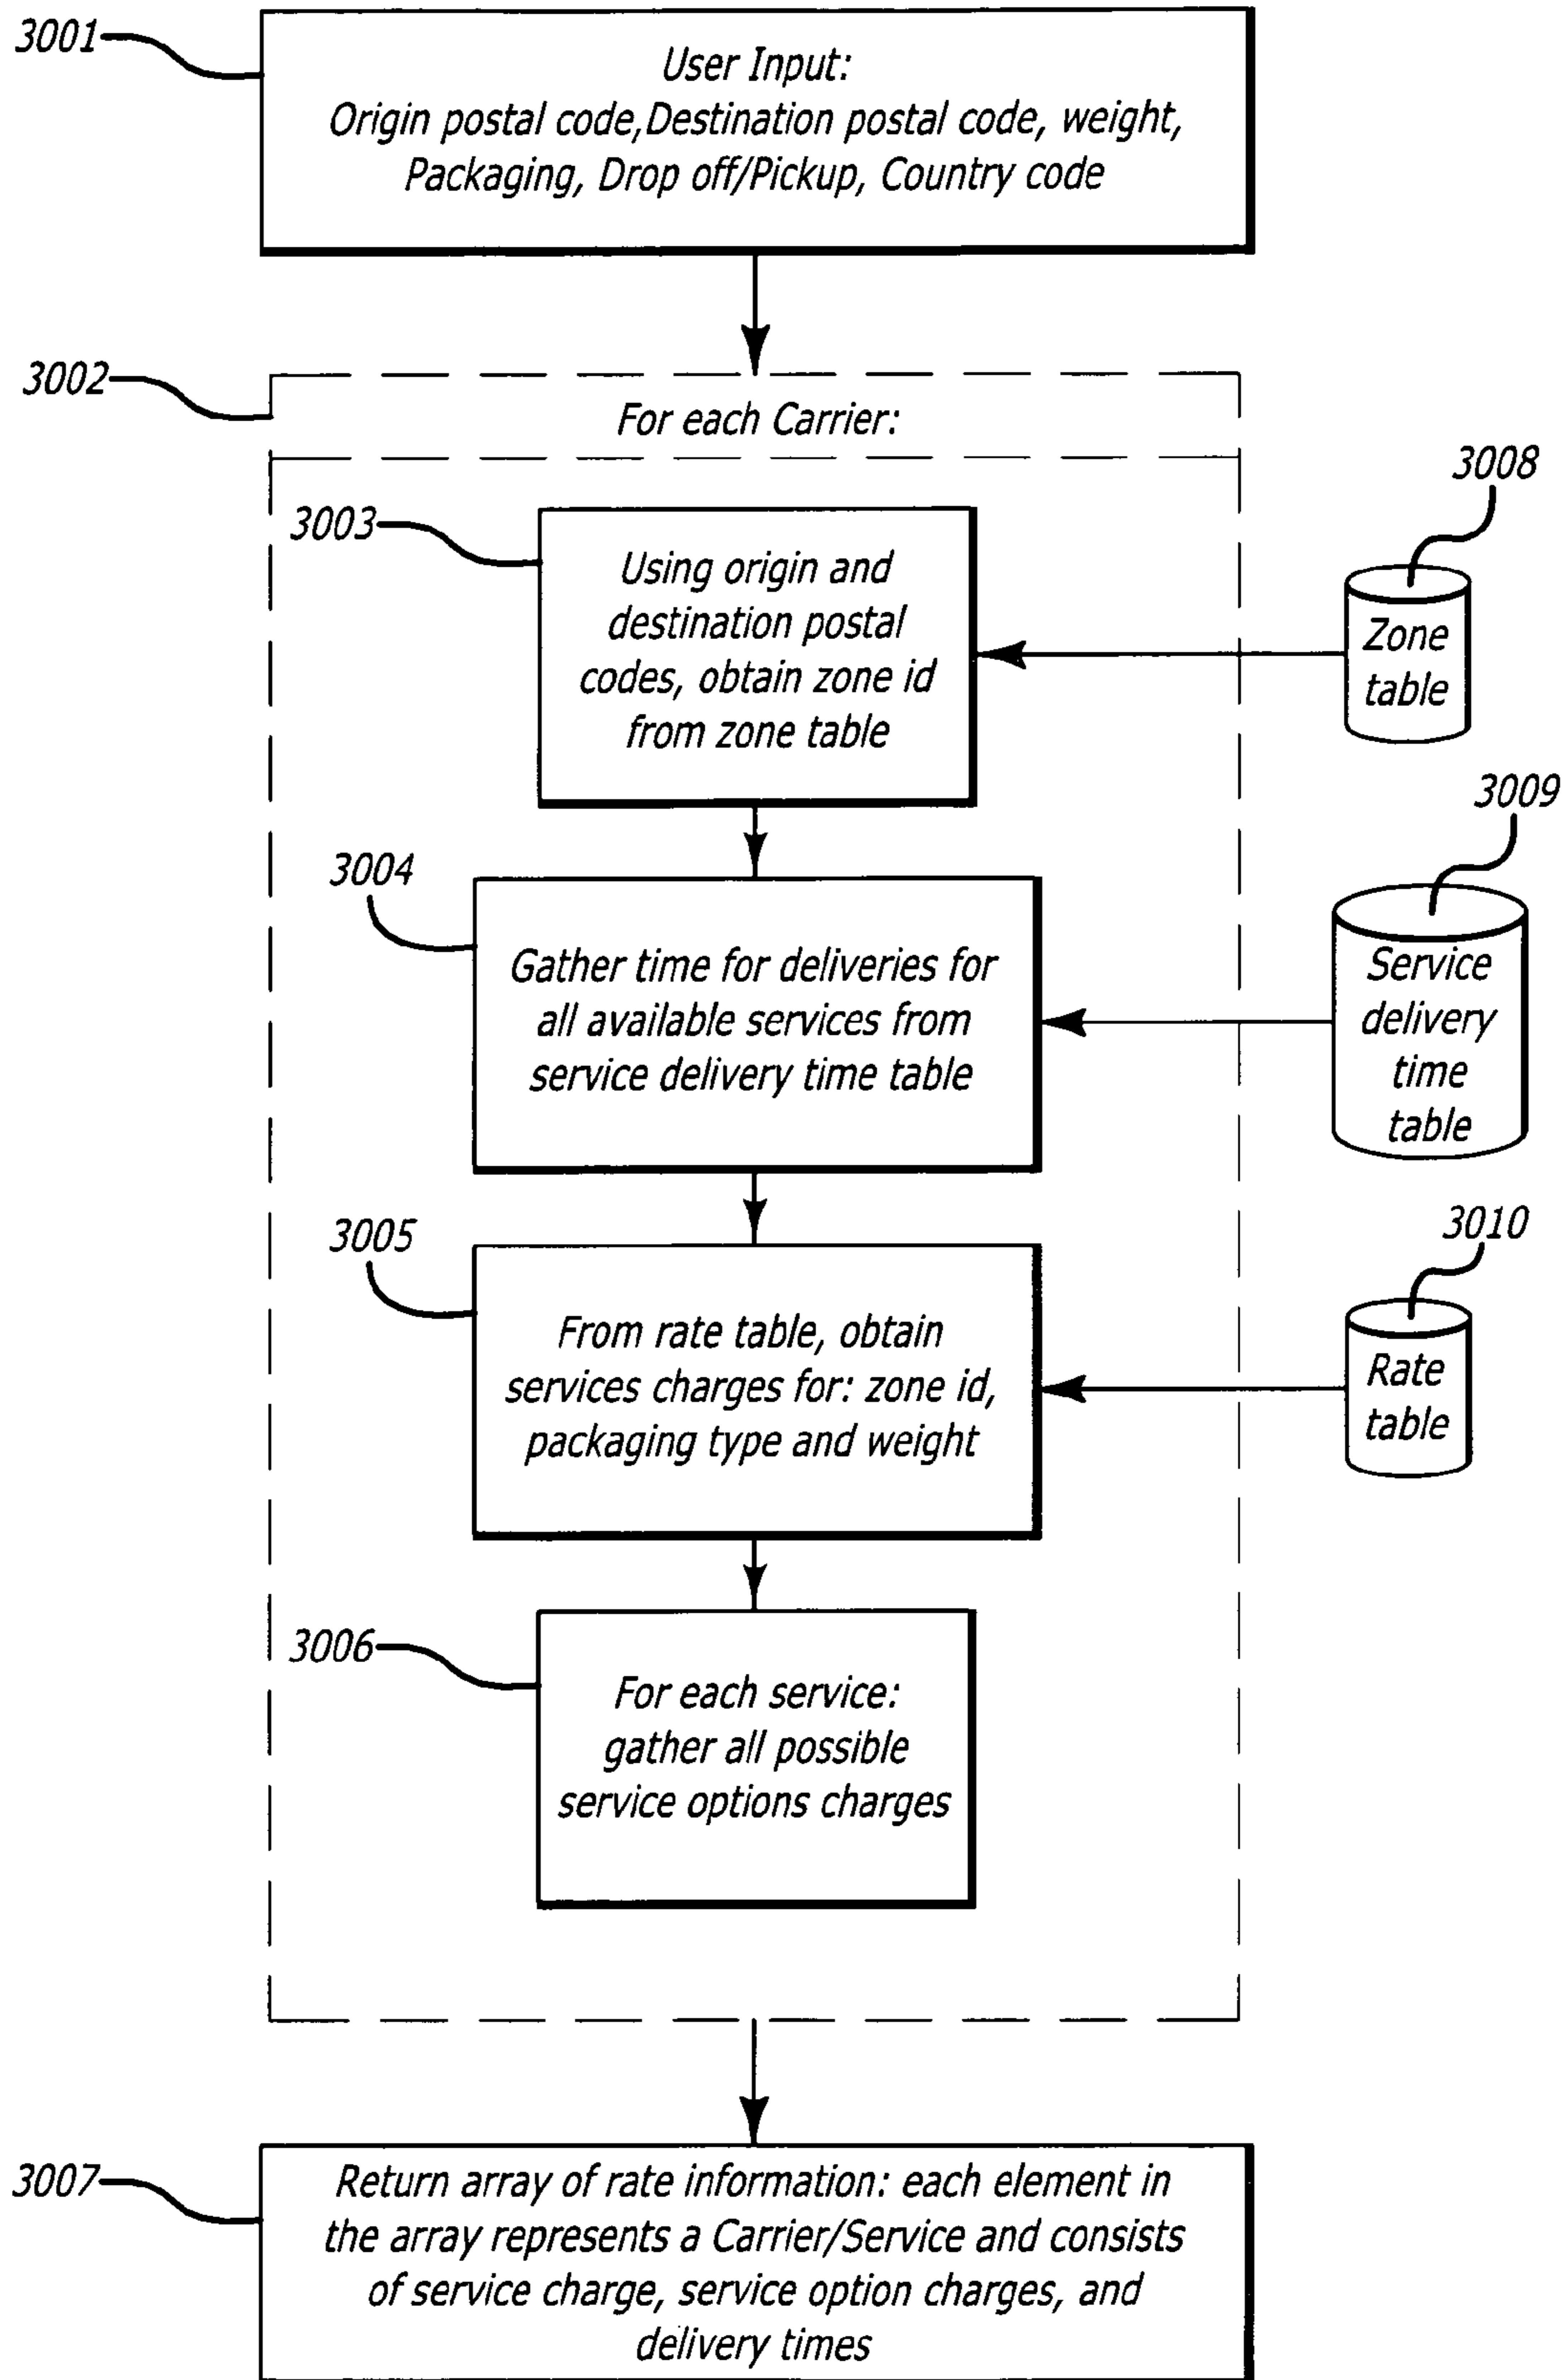 3001
User Input:
Origin postal code,Destination postal code, weight,
Packaging, Drop off/Pickup, Country code
3002
For each Carrier:
3003
Using origin and
destination postal
codes, obtain zone id
from zone table
3008
Zone
table
3004
Gather time for deliveries for
all available services from
service delivery time table
3009
Service
delivery
time
table
3005
From rate table, obtain
services charges for: zone id,
packaging type and weight
3010
Rate
table
3006
For each service:
gather all possible
service options charges
3007
Return array of rate information: each element in
the array represents a Carrier/Service and consists
of service charge, service option charges, and
delivery times